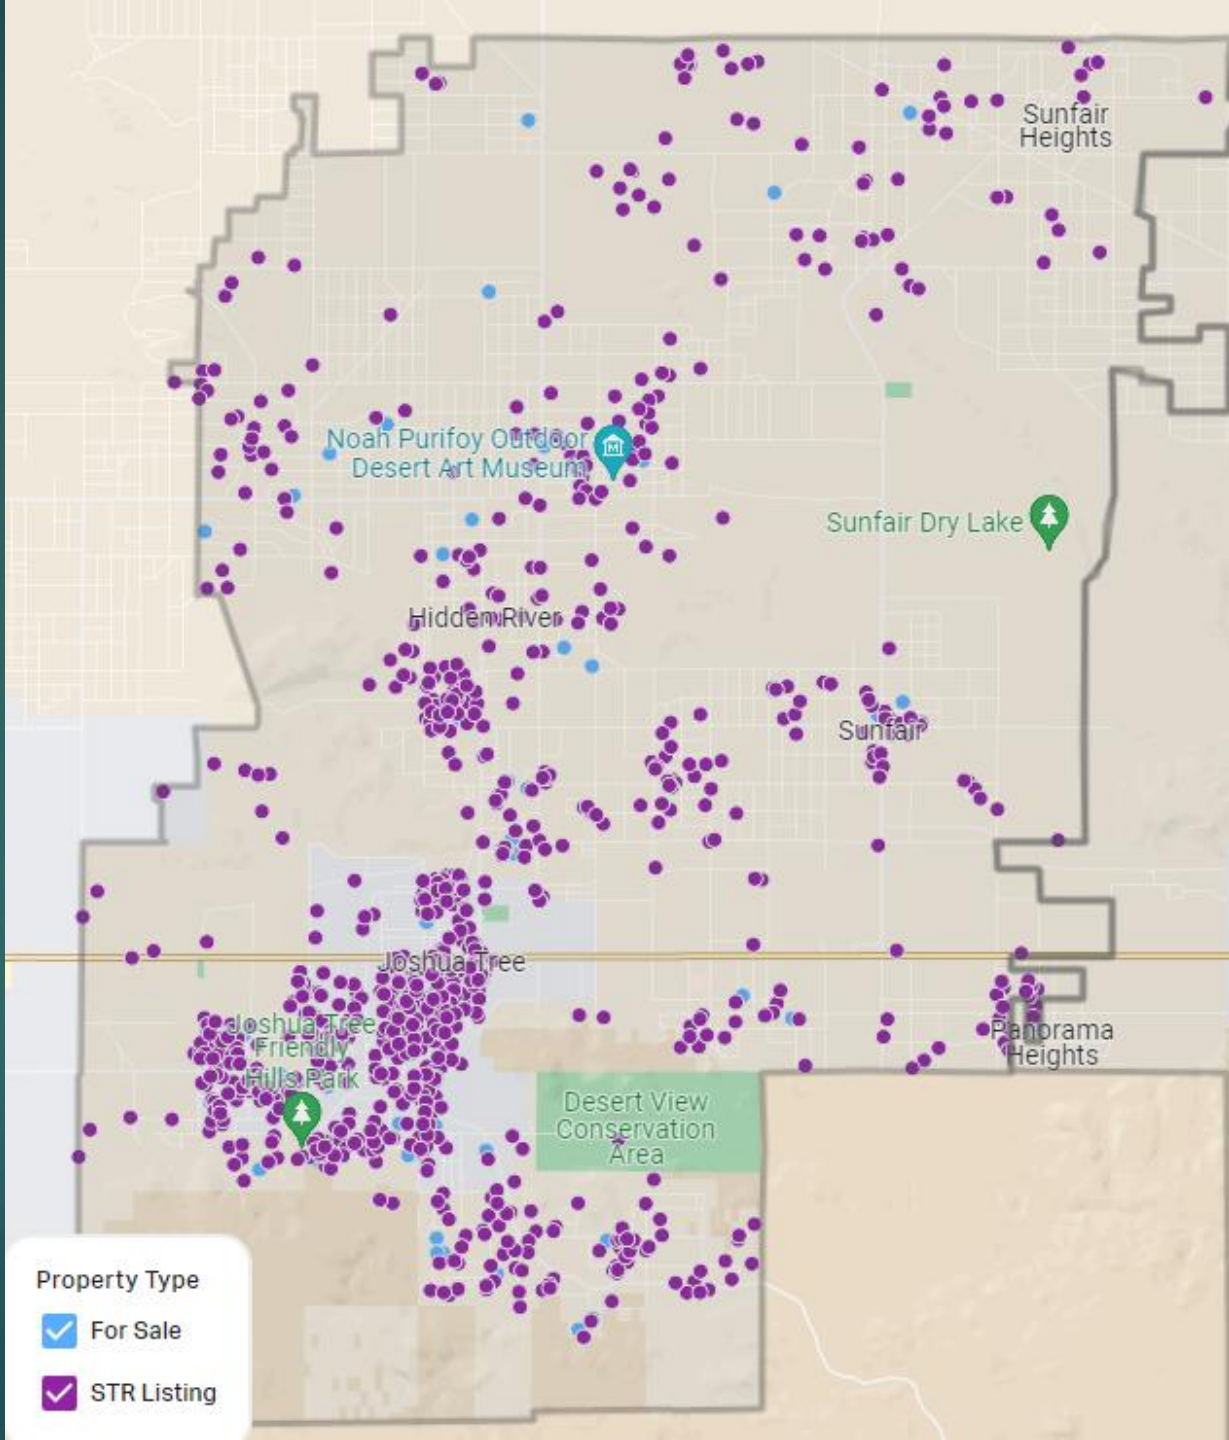 Sunfair
Heights
Noah Purifoy Outdoor
Desert Art Museum
M
Sunfair Dry Lake
Hidden River
Sunfair
Joshua Tree
Joshua Tree
Friendly
Hills Park
Panorama
Heights
Desert View
Conservation
Area
Property Type
For Sale
STR Listing